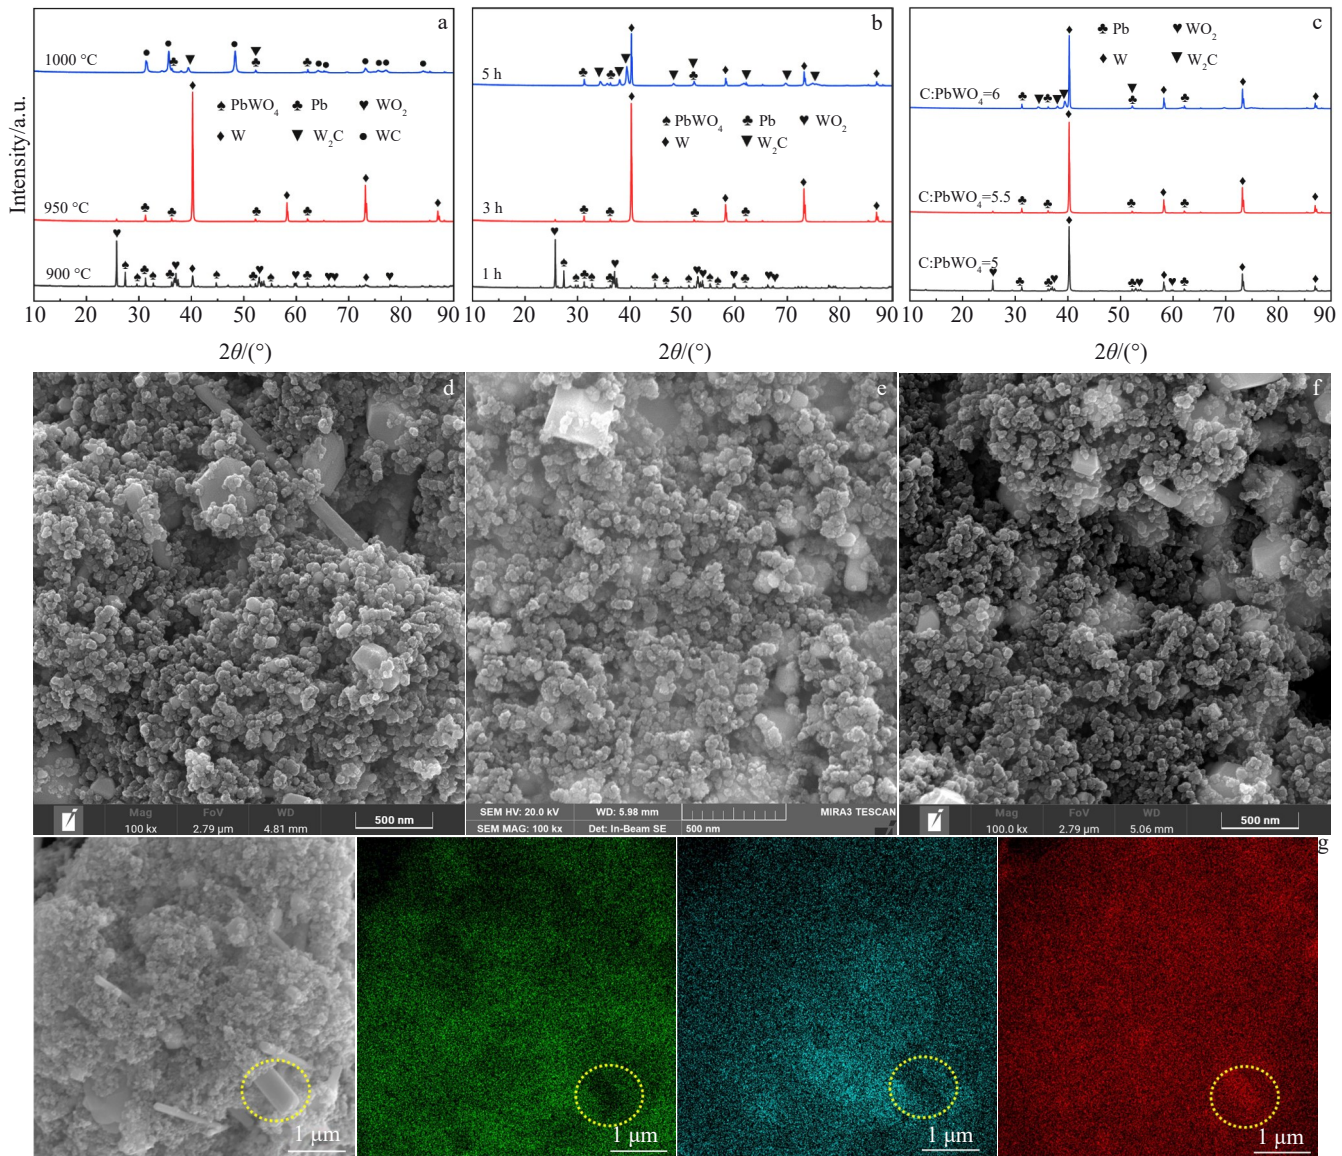 Intensity/a.u.
a
1000 °C
950 °C
900 °C
♠ PbWO₄ ♣ Pb ♥ WO₂
♦ W ▼ W₂C ● WC
10 20 30 40 50 60 70 80 90
2θ/(°)
b
5 h
3 h
1 h
♠ PbWO₄ ♣ Pb ♥ WO₂
♦ W ▼ W₂C
10 20 30 40 50 60 70 80 90
2θ/(°)
c
♣ Pb ♥ WO₂
♦ W ▼ W₂C
C:PbWO₄=6
C:PbWO₄=5.5
C:PbWO₄=5
10 20 30 40 50 60 70 80 90
2θ/(°)
d
Mag FoV WD
100 kx 2.79 µm 4.81 mm
500 nm
e
SEM HV: 20.0 kV WD: 5.98 mm MIRA3 TESCAN
SEM MAG: 100 kx Det: In-Beam SE 500 nm
f
Mag FoV WD
100.0 kx 2.79 µm 5.06 mm
500 nm
g
1 µm
1 µm
1 µm
1 µm